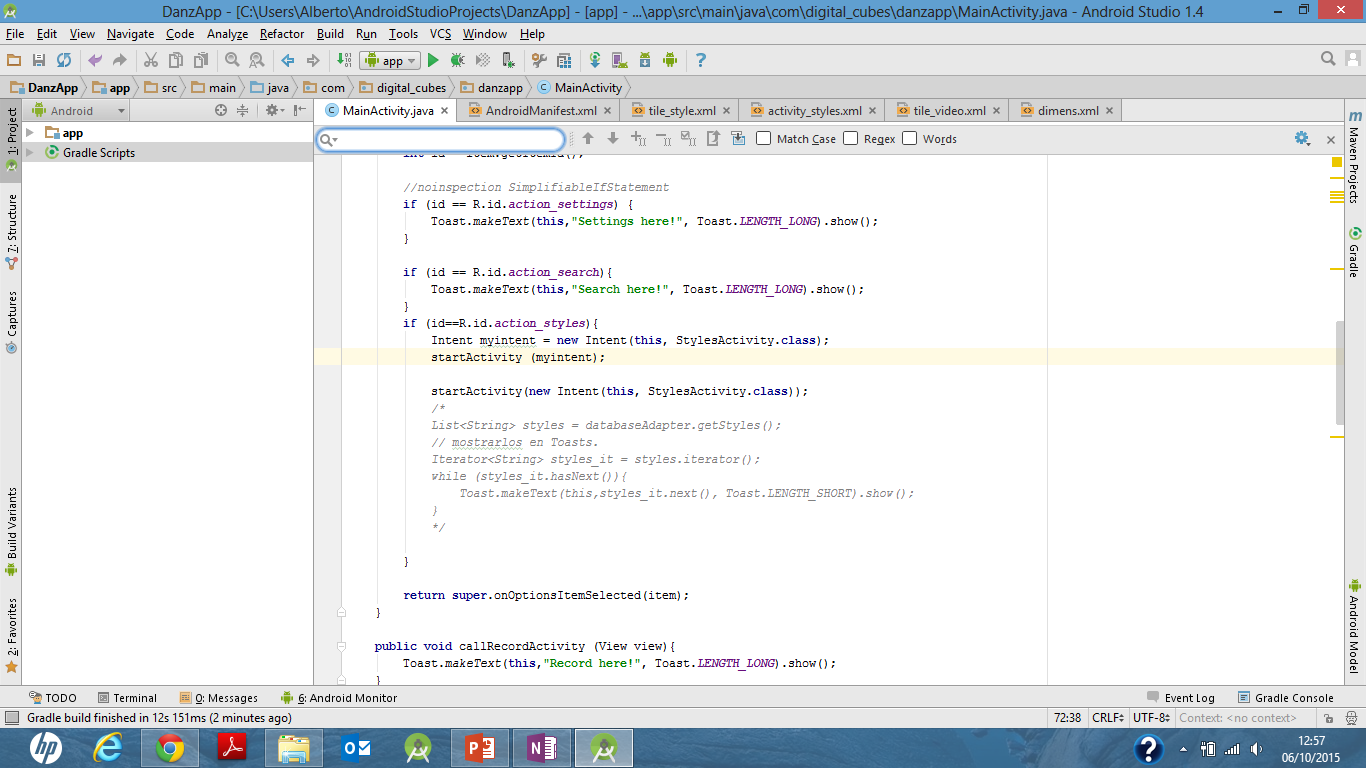 DanzApp - [C:\Users\Alberto\AndroidStudioProjects\DanzApp] - [app] - ...\app\src\main\java\com\digital_cubes\danzapp\MainActivity.java - Android Studio 1.4
File Edit View Navigate Code Analyze Refactor Build Run Tools VCS Window Help
app
DanzApp app src main java com digital_cubes danzapp MainActivity
Android
MainActivity.java AndroidManifest.xml tile_style.xml activity_styles.xml tile_video.xml dimens.xml
Match Case Regex Words
app
Gradle Scripts
1: Project
7: Structure
Captures
Build Variants
2: Favorites
int id = item.getItemId();
//noinspection SimplifiableIfStatement
if (id == R.id.action_settings) {
Toast.makeText(this,"Settings here!", Toast.LENGTH_LONG).show();
}
if (id == R.id.action_search){
Toast.makeText(this,"Search here!", Toast.LENGTH_LONG).show();
}
if (id==R.id.action_styles){
Intent myintent = new Intent(this, StylesActivity.class);
startActivity (myintent);
startActivity(new Intent(this, StylesActivity.class));
/*
List<String> styles = databaseAdapter.getStyles();
// mostrarlos en Toasts.
Iterator<String> styles_it = styles.iterator();
while (styles_it.hasNext()){
Toast.makeText(this,styles_it.next(), Toast.LENGTH_SHORT).show();
}
*/
}
return super.onOptionsItemSelected(item);
}
public void callRecordActivity (View view){
Toast.makeText(this,"Record here!", Toast.LENGTH_LONG).show();
}
Maven Projects
Gradle
Android Model
TODO Terminal 0: Messages 6: Android Monitor Event Log Gradle Console
Gradle build finished in 12s 151ms (2 minutes ago) 72:38 CRLF UTF-8 Context: <no context>
12:57
06/10/2015